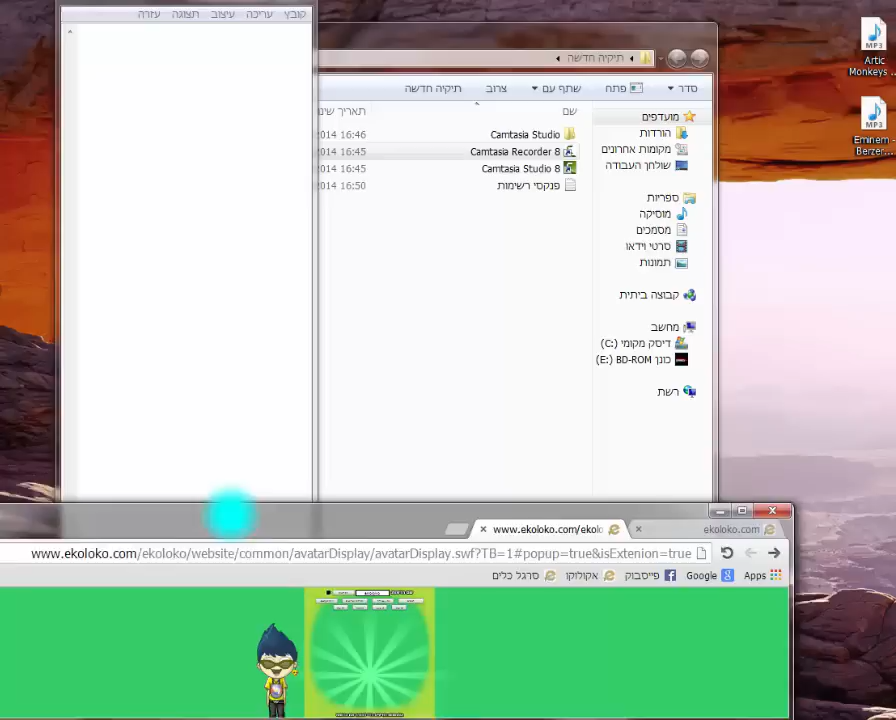 קובץ עריכה עיצוב תצוגה עזרה
תיקיה חדשה
סדר פתח שתף עם צרוב תיקיה חדשה
מועדפים
הורדות
מקומות אחרונים
שולחן העבודה
ספריות
מוסיקה
מסמכים
סרטי וידאו
תמונות
קבוצה ביתית
מחשב
דיסק מקומי (C:)
כונן BD-ROM (E:)
רשת
שם תאריך שינ
Camtasia Studio 2014 16:46
Camtasia Recorder 8 2014 16:45
Camtasia Studio 8 2014 16:45
פנקסי רשימות 2014 16:50
Artic
Monkeys ...
MP3
Eminem -
Berzer...
MP3
www.ekoloko.com/ekolo
ekoloko.com
www.ekoloko.com/ekoloko/website/common/avatarDisplay/avatarDisplay.swf?TB=1#popup=true&isExtenion=true
Apps Google פייסבוק אקולוקו סרגל כלים